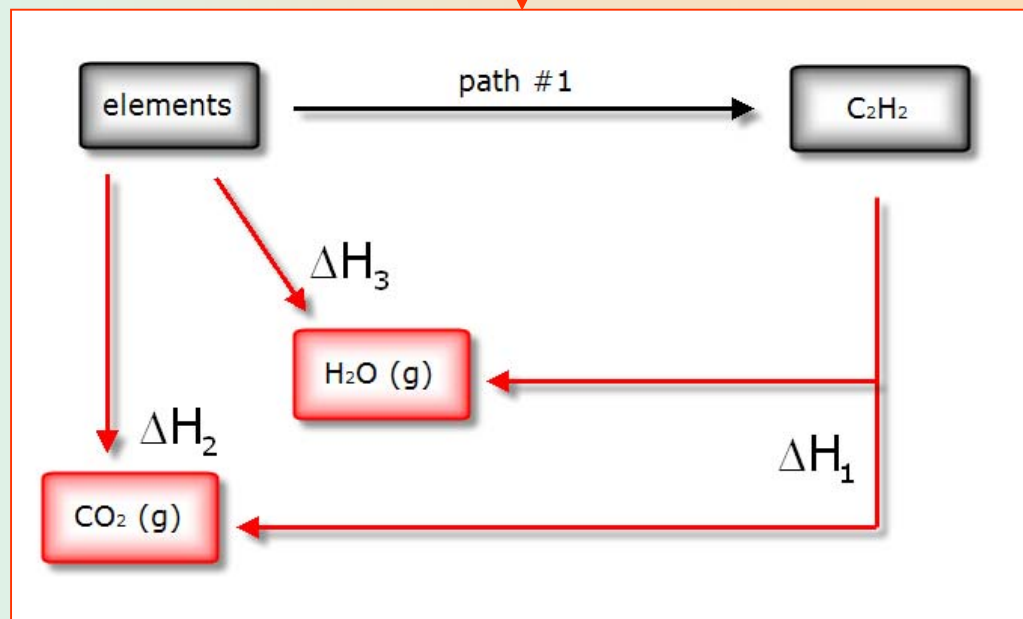 elements
path #1
C₂H₂
ΔH₃
H₂O (g)
ΔH₂
ΔH₁
CO₂ (g)